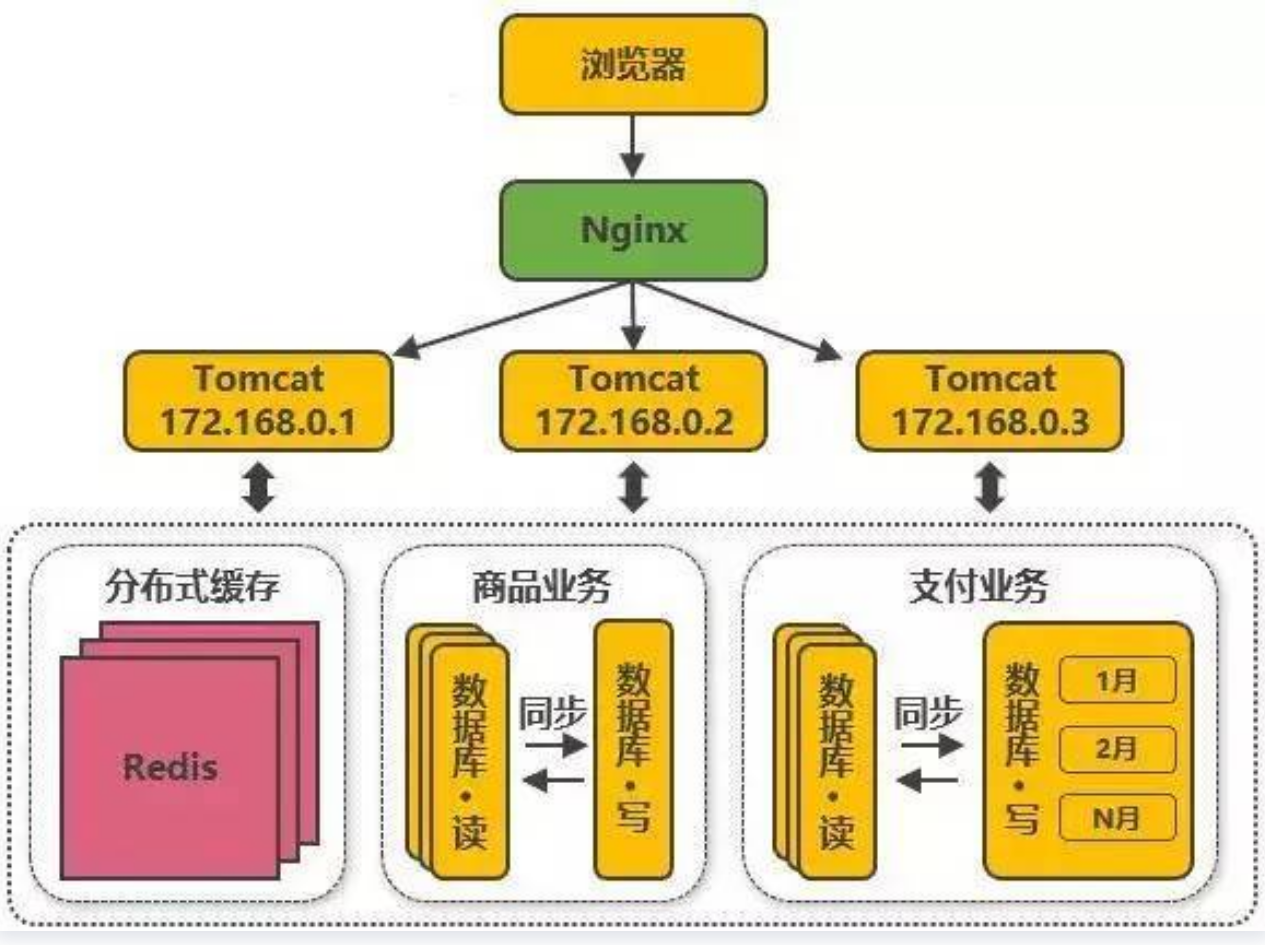 浏览器
Nginx
Tomcat
172.168.0.1
Tomcat
172.168.0.2
Tomcat
172.168.0.3
分布式缓存
Redis
商品业务
数据库·读
同步
数据库·写
支付业务
数据库·读
同步
数据库·写
1月
2月
N月